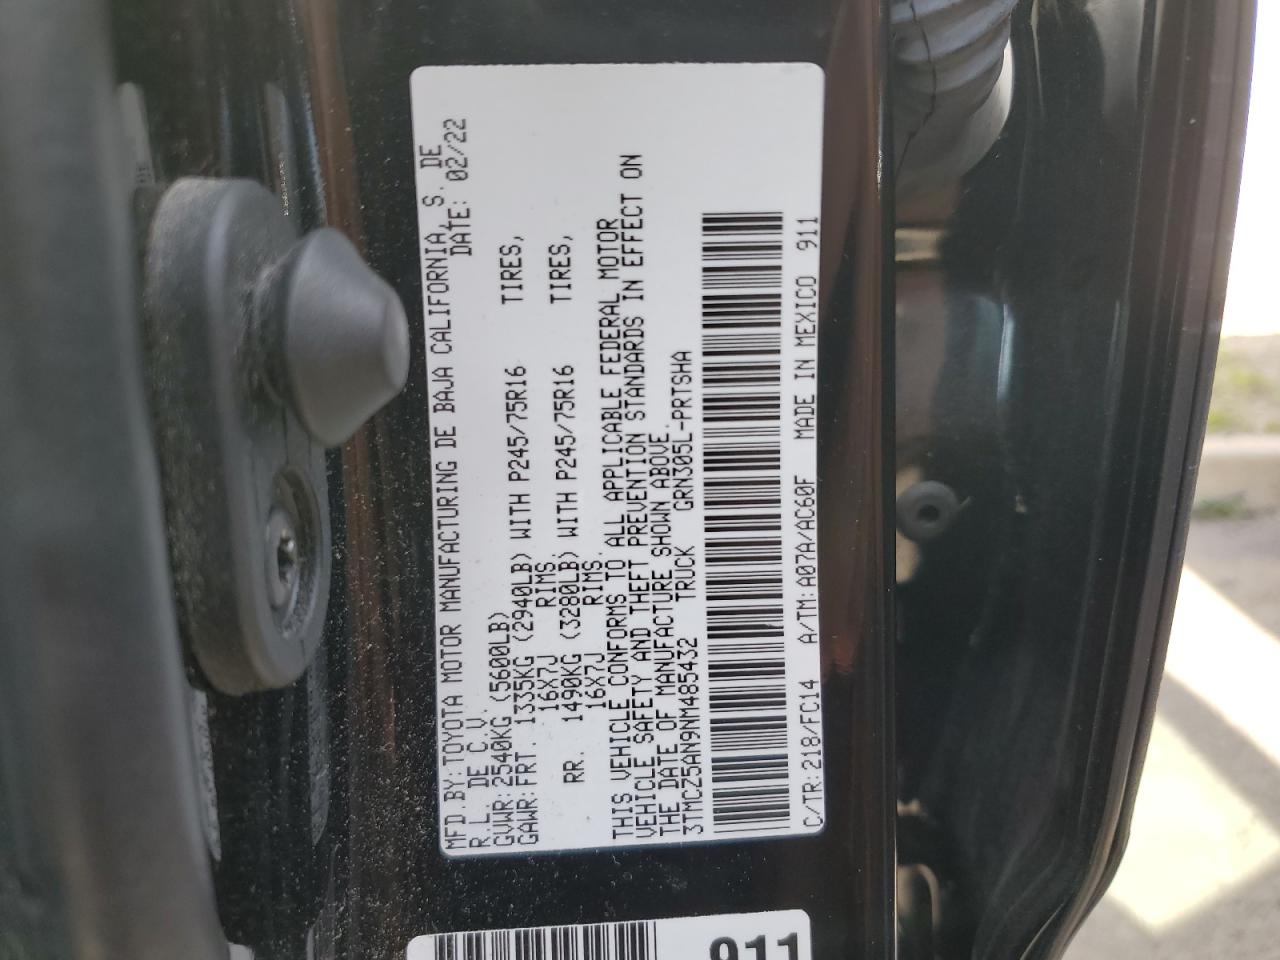 MFD.BY:TOYOTA MOTOR MANUFACTURING DE BAJA CALIFORNIA, S. DE
R.L. DE C.V. DATE: 02/22
GVWR:2540KG(5600LB)
GAWR:FRT. 1335KG (2940LB) WITH P245/75R16 TIRES,
16X7J RIMS.
RR. 1490KG (3280LB) WITH P245/75R16 TIRES,
16X7J RIMS.
THIS VEHICLE CONFORMS TO ALL APPLICABLE FEDERAL MOTOR
VEHICLE SAFETY AND THEFT PREVENTION STANDARDS IN EFFECT ON
THE DATE OF MANUFACTURE SHOWN ABOVE.
3TMCZ5AN9NM485432 TRUCK GRN305L-PRTSHA
C/TR:218/FC14 A/TM:A07A/AC60F MADE IN MEXICO 911
911